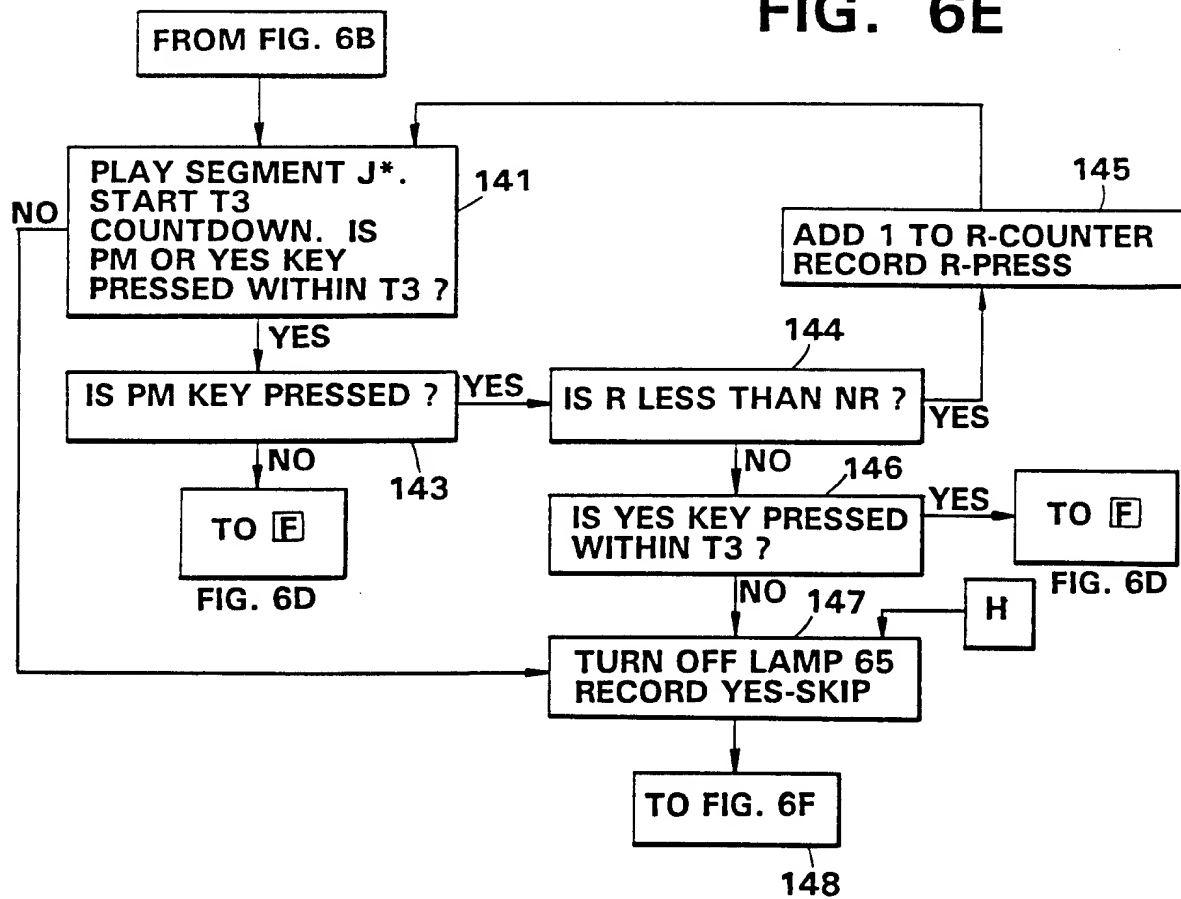 FIG. 6E
FROM FIG. 6B
PLAY SEGMENT J*.
START T3
COUNTDOWN. IS
PM OR YES KEY
PRESSED WITHIN T3 ?
141
NO
145
ADD 1 TO R-COUNTER
RECORD R-PRESS
YES
144
IS PM KEY PRESSED ?
YES
IS R LESS THAN NR ?
YES
NO
143
NO
146
TO F
FIG. 6D
IS YES KEY PRESSED
WITHIN T3 ?
YES
TO F
FIG. 6D
NO
147
H
TURN OFF LAMP 65
RECORD YES-SKIP
TO FIG. 6F
148